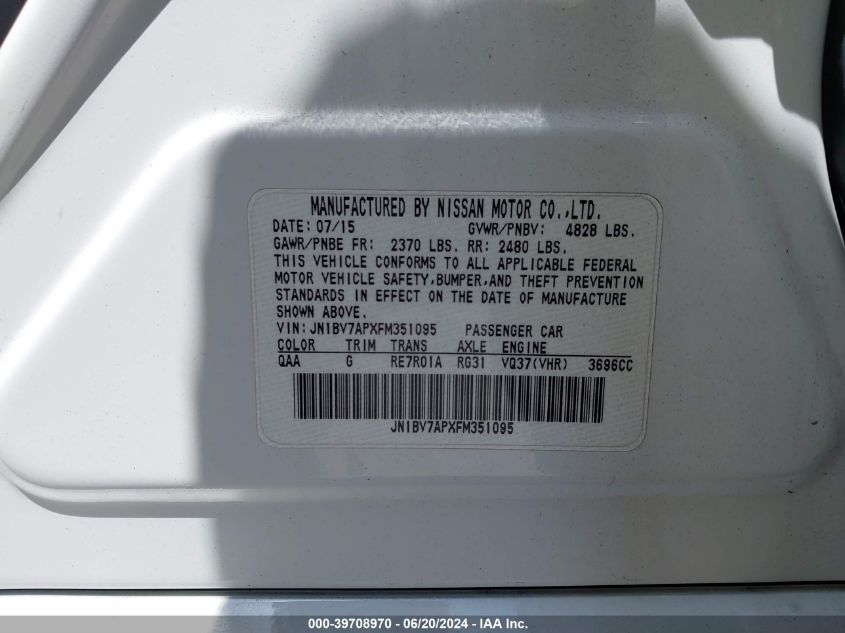 MANUFACTURED BY NISSAN MOTOR CO.,LTD.
DATE: 07/15 GVWR/PNBV: 4828 LBS.
GAWR/PNBE FR: 2370 LBS. RR: 2480 LBS.
THIS VEHICLE CONFORMS TO ALL APPLICABLE FEDERAL
MOTOR VEHICLE SAFETY,BUMPER,AND THEFT PREVENTION
STANDARDS IN EFFECT ON THE DATE OF MANUFACTURE
SHOWN ABOVE.
VIN:JN1BV7APXFM351095 PASSENGER CAR
COLOR TRIM TRANS AXLE ENGINE
QAA G RE7R01A RG31 VQ37(VHR) 3696CC
JN1BV7APXFM351095
000-39708970 - 06/20/2024 - IAA Inc.